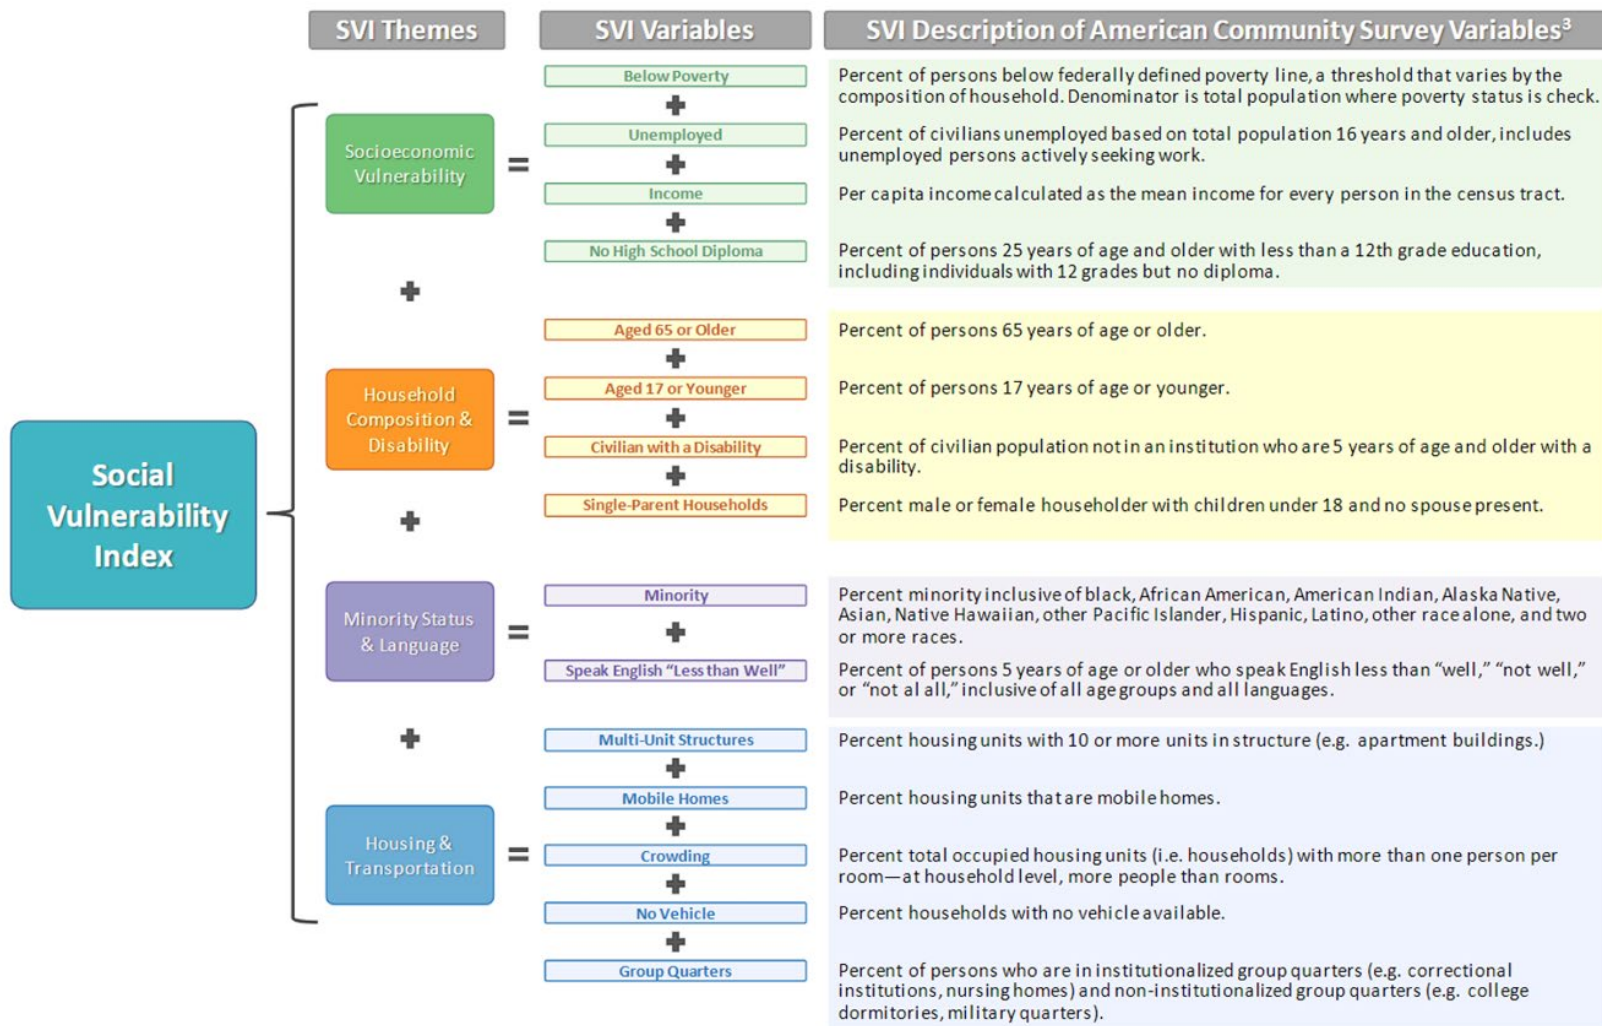 SVI Themes
SVI Variables
SVI Description of American Community Survey Variables³
Social
Vulnerability
Index
Socioeconomic
Vulnerability
=
Below Poverty
Percent of persons below federally defined poverty line, a threshold that varies by the
composition of household. Denominator is total population where poverty status is check.
+
Unemployed
Percent of civilians unemployed based on total population 16 years and older, includes
unemployed persons actively seeking work.
+
Income
Per capita income calculated as the mean income for every person in the census tract.
+
No High School Diploma
Percent of persons 25 years of age and older with less than a 12th grade education,
including individuals with 12 grades but no diploma.
+
Household
Composition &
Disability
=
Aged 65 or Older
Percent of persons 65 years of age or older.
+
Aged 17 or Younger
Percent of persons 17 years of age or younger.
+
Civilian with a Disability
Percent of civilian population not in an institution who are 5 years of age and older with a
disability.
+
Single-Parent Households
Percent male or female householder with children under 18 and no spouse present.
+
Minority Status
& Language
=
Minority
Percent minority inclusive of black, African American, American Indian, Alaska Native,
Asian, Native Hawaiian, other Pacific Islander, Hispanic, Latino, other race alone, and two
or more races.
+
Speak English “Less than Well”
Percent of persons 5 years of age or older who speak English less than “well,” “not well,”
or “not al all,” inclusive of all age groups and all languages.
+
Housing &
Transportation
=
Multi-Unit Structures
Percent housing units with 10 or more units in structure (e.g. apartment buildings.)
+
Mobile Homes
Percent housing units that are mobile homes.
+
Crowding
Percent total occupied housing units (i.e. households) with more than one person per
room—at household level, more people than rooms.
+
No Vehicle
Percent households with no vehicle available.
+
Group Quarters
Percent of persons who are in institutionalized group quarters (e.g. correctional
institutions, nursing homes) and non-institutionalized group quarters (e.g. college
dormitories, military quarters).